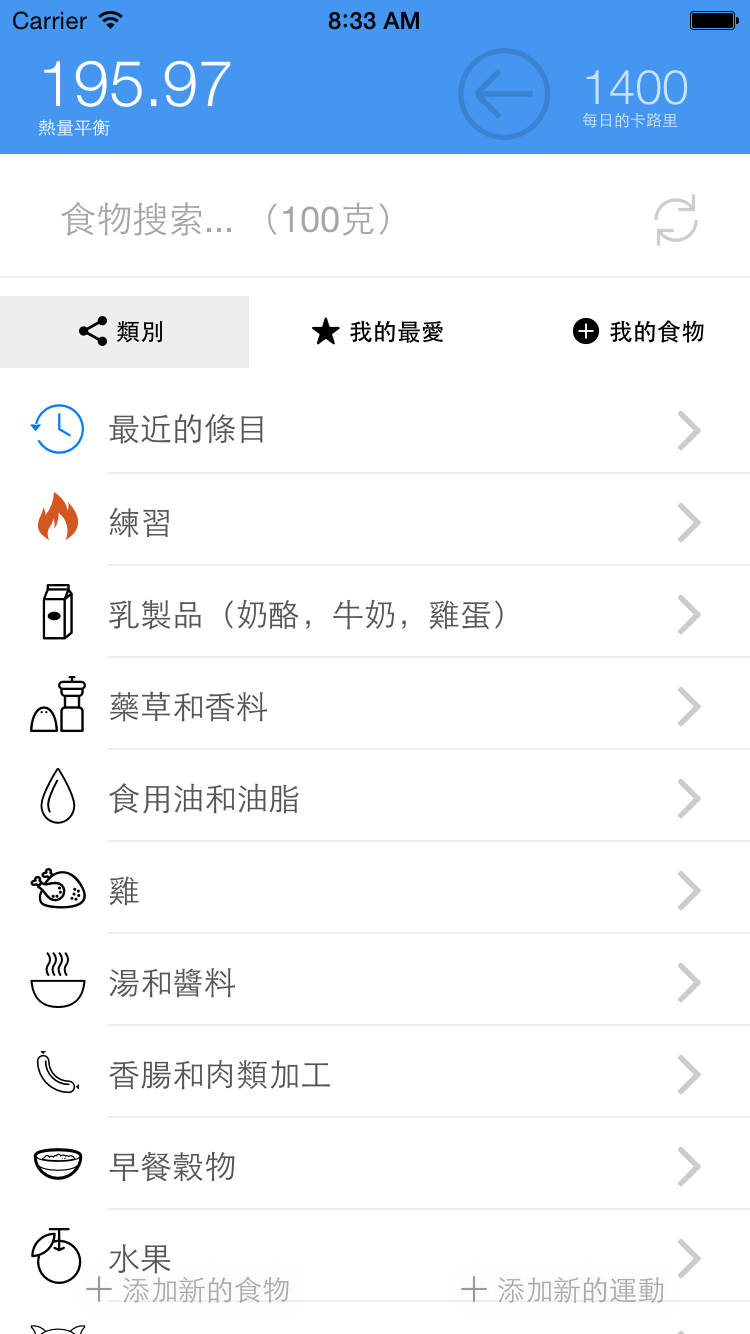 Carrier 8:33 AM
195.97
熱量平衡
1400
每日的卡路里
食物搜索... （100克）
類別 我的最愛 我的食物
最近的條目
練習
乳製品（奶酪，牛奶，雞蛋）
藥草和香料
食用油和油脂
雞
湯和醬料
香腸和肉類加工
早餐穀物
水果
添加新的食物 添加新的運動